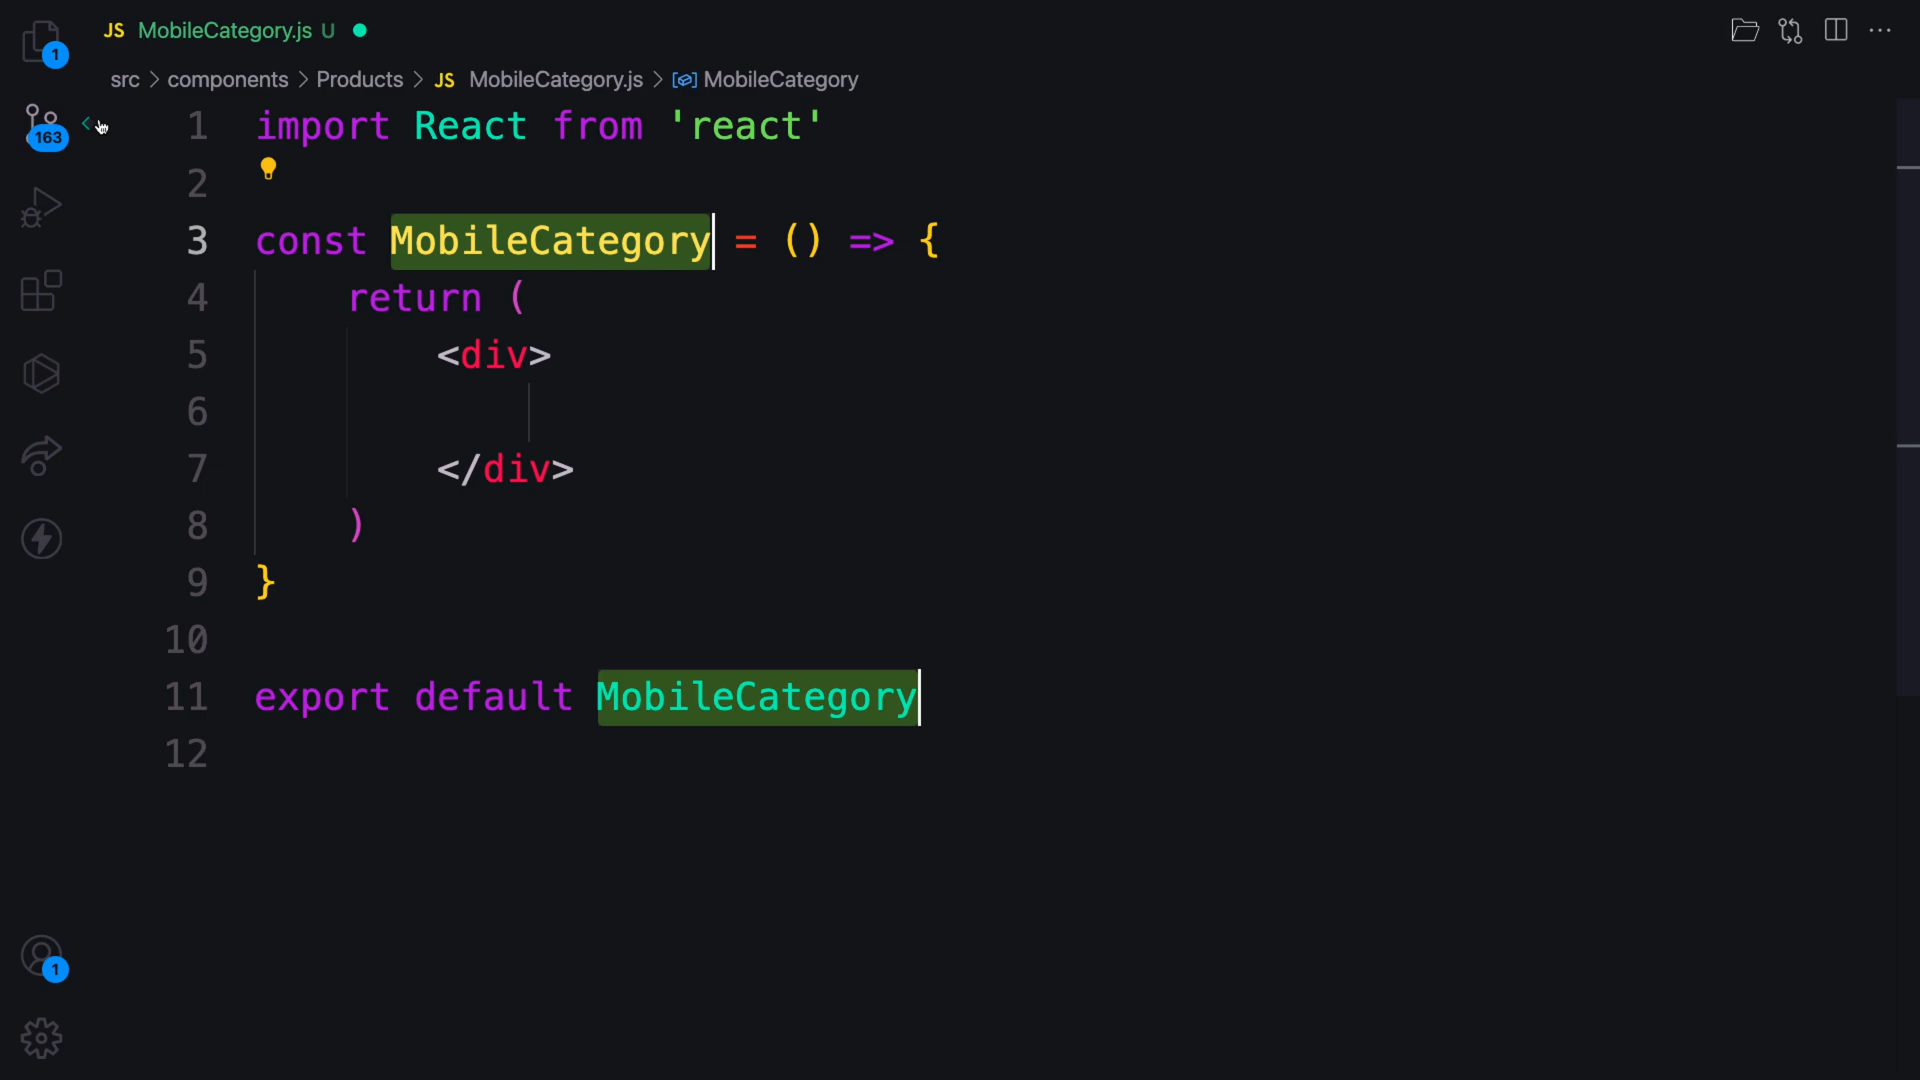 JS MobileCategory.js U
1
src > components > Products > JS MobileCategory.js > MobileCategory
163
1 import React from 'react'
2
3 const MobileCategory = () => {
4 return (
5 <div>
6
7 </div>
8 )
9 }
10
11 export default MobileCategory
12
1